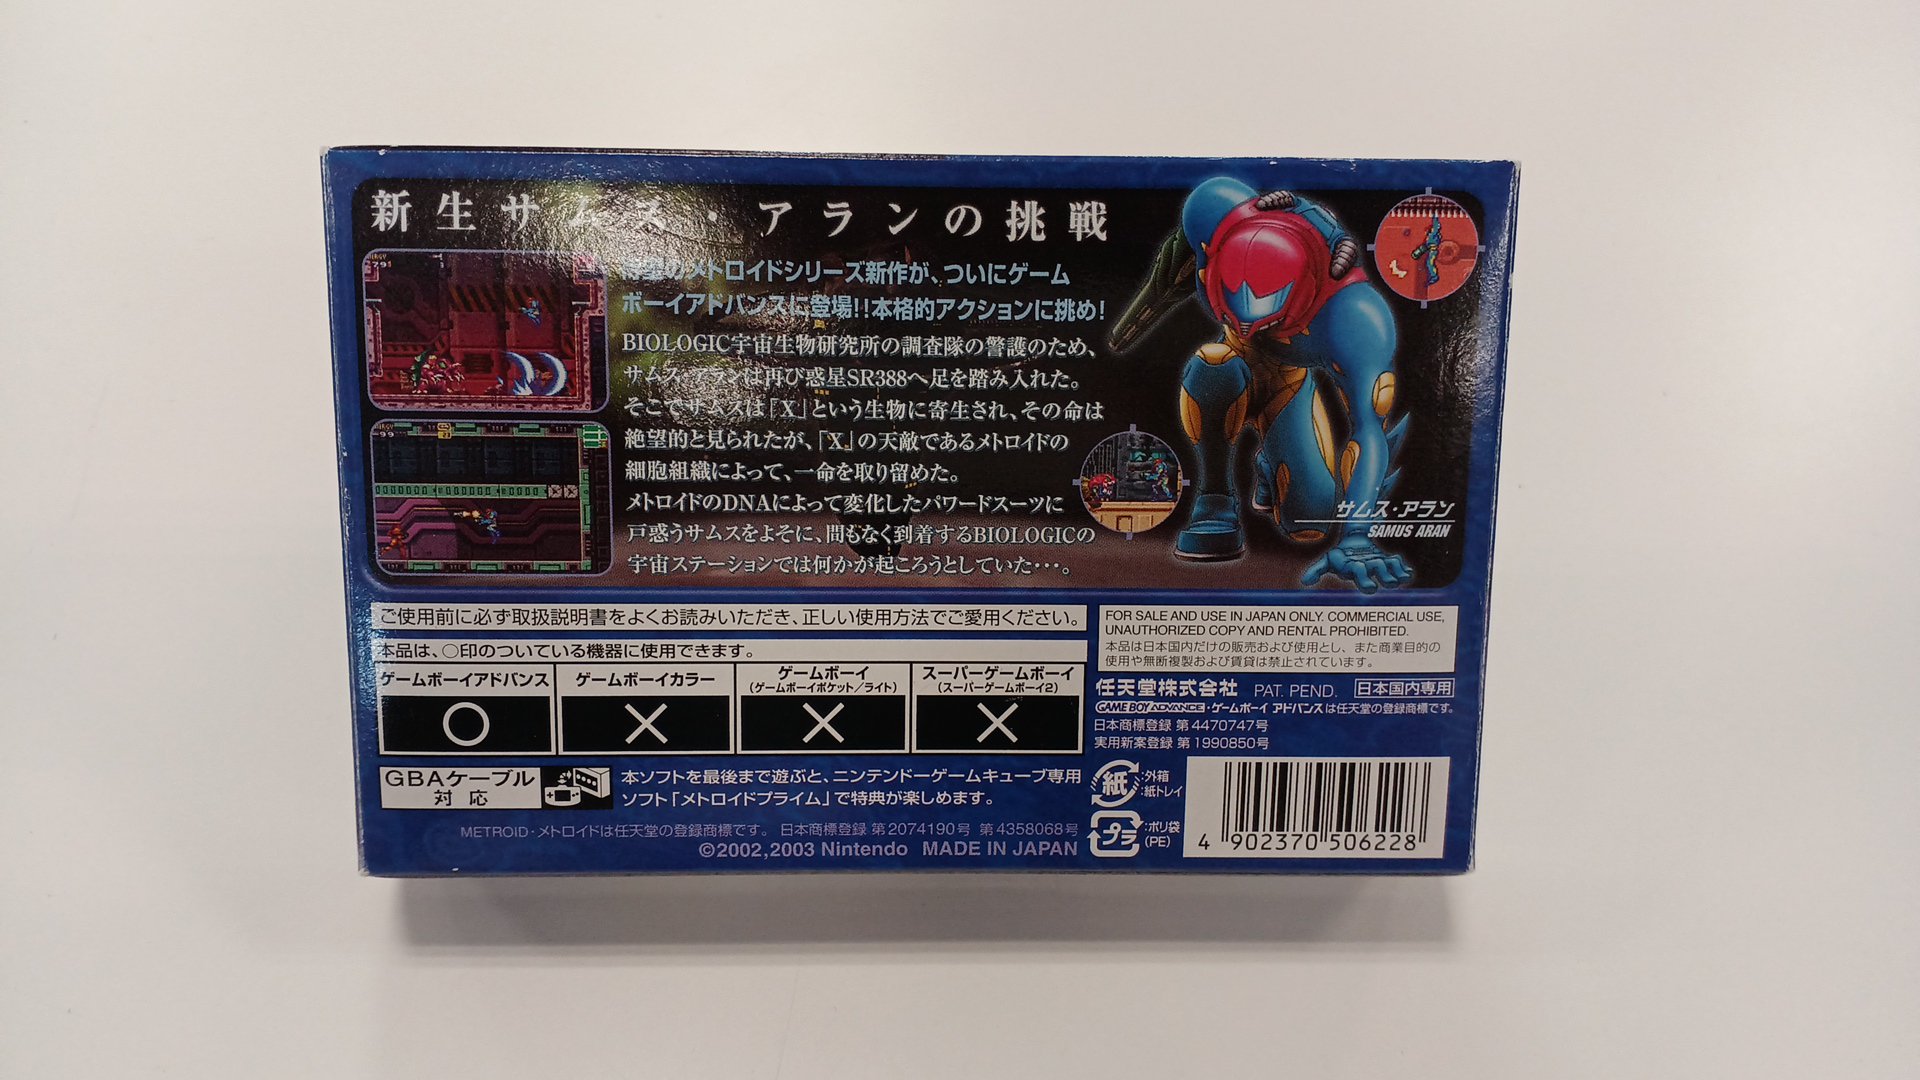 新生サムス・アランの挑戦
待望のメトロイドシリーズ新作が、ついにゲーム
ボーイアドバンスに登場!!本格的アクションに挑め!
BIOLOGIC宇宙生物研究所の調査隊の警護のため、
サムス・アランは再び惑星SR388へ足を踏み入れた。
そこでサムスは「X」という生物に寄生され、その命は
絶望的と見られたが、「X」の天敵であるメトロイドの
細胞組織によって、一命を取り留めた。
メトロイドのDNAによって変化したパワードスーツに
戸惑うサムスをよそに、間もなく到着するBIOLOGICの
宇宙ステーションでは何かが起ころうとしていた・・・。
サムス・アラン
SAMUS ARAN
ご使用前に必ず取扱説明書をよくお読みいただき、正しい使用方法でご愛用ください。
本品は、○印のついている機器に使用できます。
ゲームボーイアドバンス
○
ゲームボーイカラー
×
ゲームボーイ
(ゲームボーイポケット/ライト)
×
スーパーゲームボーイ
(スーパーゲームボーイ2)
×
GBAケーブル
対応
本ソフトを最後まで遊ぶと、ニンテンドーゲームキューブ専用
ソフト「メトロイドプライム」で特典が楽しめます。
METROID・メトロイドは任天堂の登録商標です。 日本商標登録 第2074190号 第4358068号
©2002,2003 Nintendo MADE IN JAPAN
FOR SALE AND USE IN JAPAN ONLY. COMMERCIAL USE,
UNAUTHORIZED COPY AND RENTAL PROHIBITED.
本品は日本国内だけの販売および使用とし、また商業目的の
使用や無断複製および賃貸は禁止されています。
任天堂株式会社 PAT. PEND. 日本国内専用
GAME BOY ADVANCE・ゲームボーイ アドバンスは任天堂の登録商標です。
日本商標登録 第4470747号
実用新案登録 第1990850号
紙 :外箱
:紙トレイ
プラ :ポリ袋
(PE)
4 902370 506228